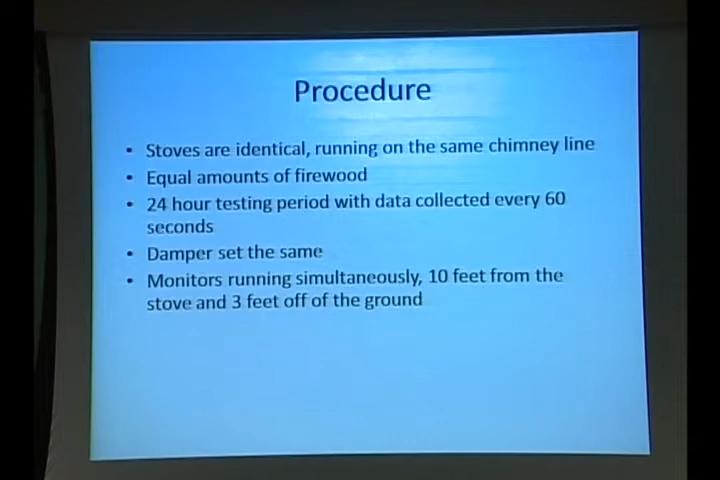 Procedure
• Stoves are identical, running on the same chimney line
• Equal amounts of firewood
• 24 hour testing period with data collected every 60
seconds
• Damper set the same
• Monitors running simultaneously, 10 feet from the
stove and 3 feet off of the ground